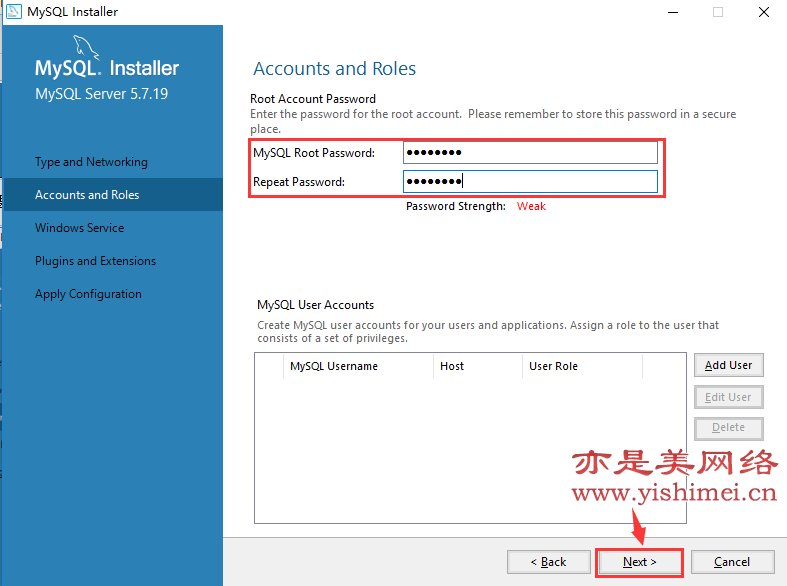 MySQL Installer
MySQL. Installer
MySQL Server 5.7.19
Type and Networking
Accounts and Roles
Windows Service
Plugins and Extensions
Apply Configuration
Accounts and Roles
Root Account Password
Enter the password for the root account. Please remember to store this password in a secure
place.
MySQL Root Password: ●●●●●●●●
Repeat Password: ●●●●●●●●
Password Strength: Weak
MySQL User Accounts
Create MySQL user accounts for your users and applications. Assign a role to the user that
consists of a set of privileges.
MySQL Username Host User Role
Add User
Edit User
Delete
亦是美网络
www.yishimei.cn
< Back Next > Cancel